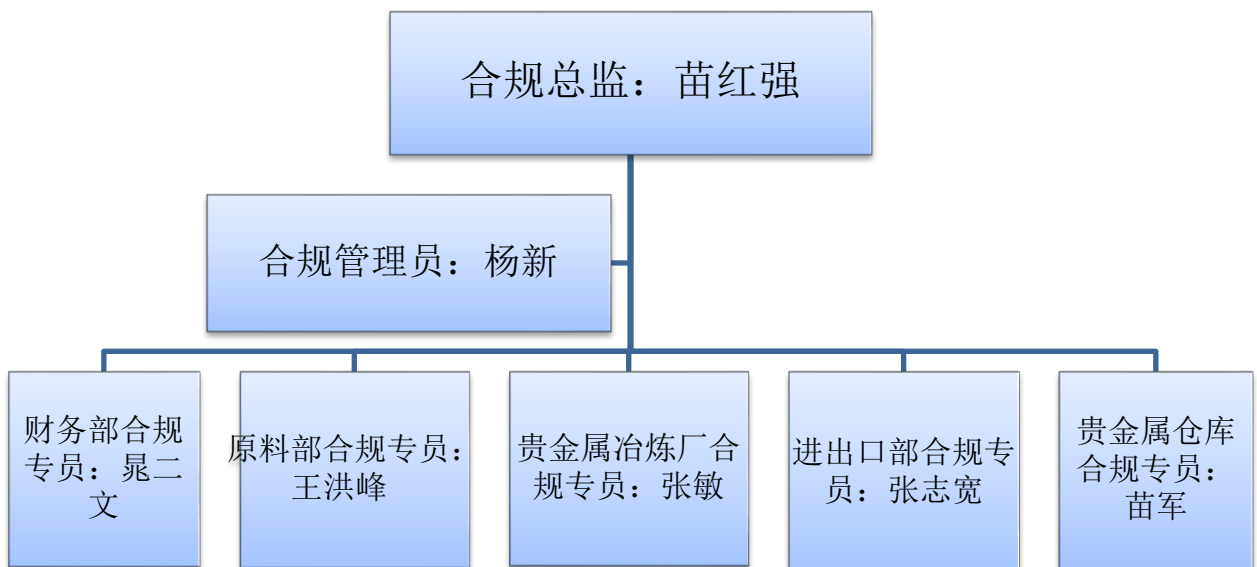 合规总监：苗红强
合规管理员：杨新
财务部合规
专员：晁二
文
原料部合规专员：
王洪峰
贵金属冶炼厂合
规专员：张敏
进出口部合规专
员：张志宽
贵金属仓库
合规专员：
苗军